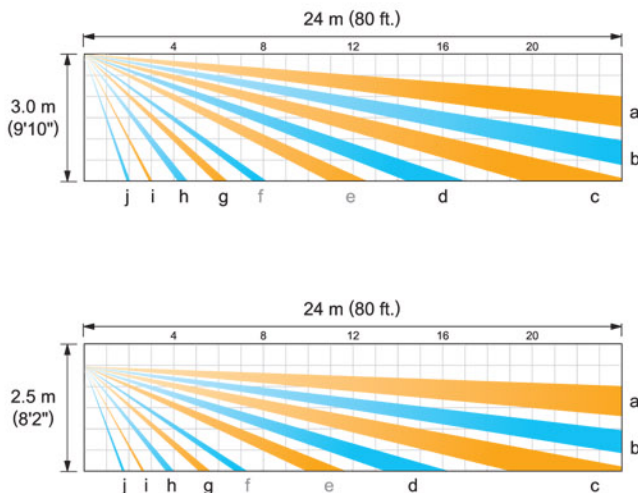 24 m (80 ft.)
4 8 12 16 20
3.0 m
(9'10")
a
b
j i h g f e d c
24 m (80 ft.)
4 8 12 16 20
2.5 m
(8'2")
a
b
j i h g f e d c